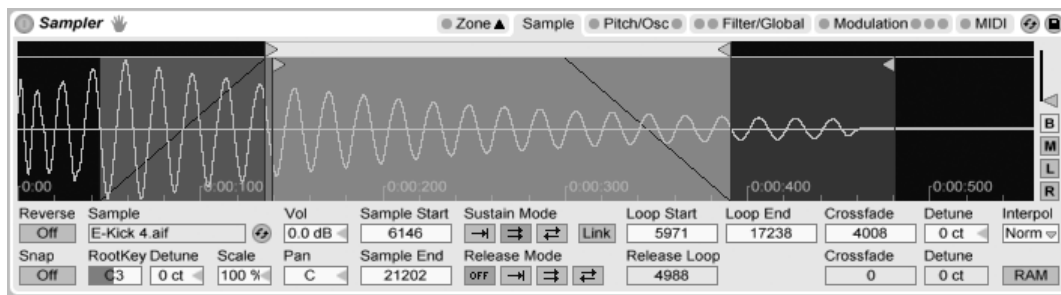 Sampler Zone Sample Pitch/Osc Filter/Global Modulation MIDI
B
M
L
R
0:00 0:00:100 0:00:200 0:00:300 0:00:400 0:00:500
Reverse Sample Vol Sample Start Sustain Mode Loop Start Loop End Crossfade Detune Interpol
Off E-Kick 4.aif 0.0 dB 6146 Link 5971 17238 4008 0 ct Norm
Snap RootKey Detune Scale Pan Sample End Release Mode Release Loop Crossfade Detune
Off C3 0 ct 100 % C 21202 OFF 4988 0 0 ct RAM